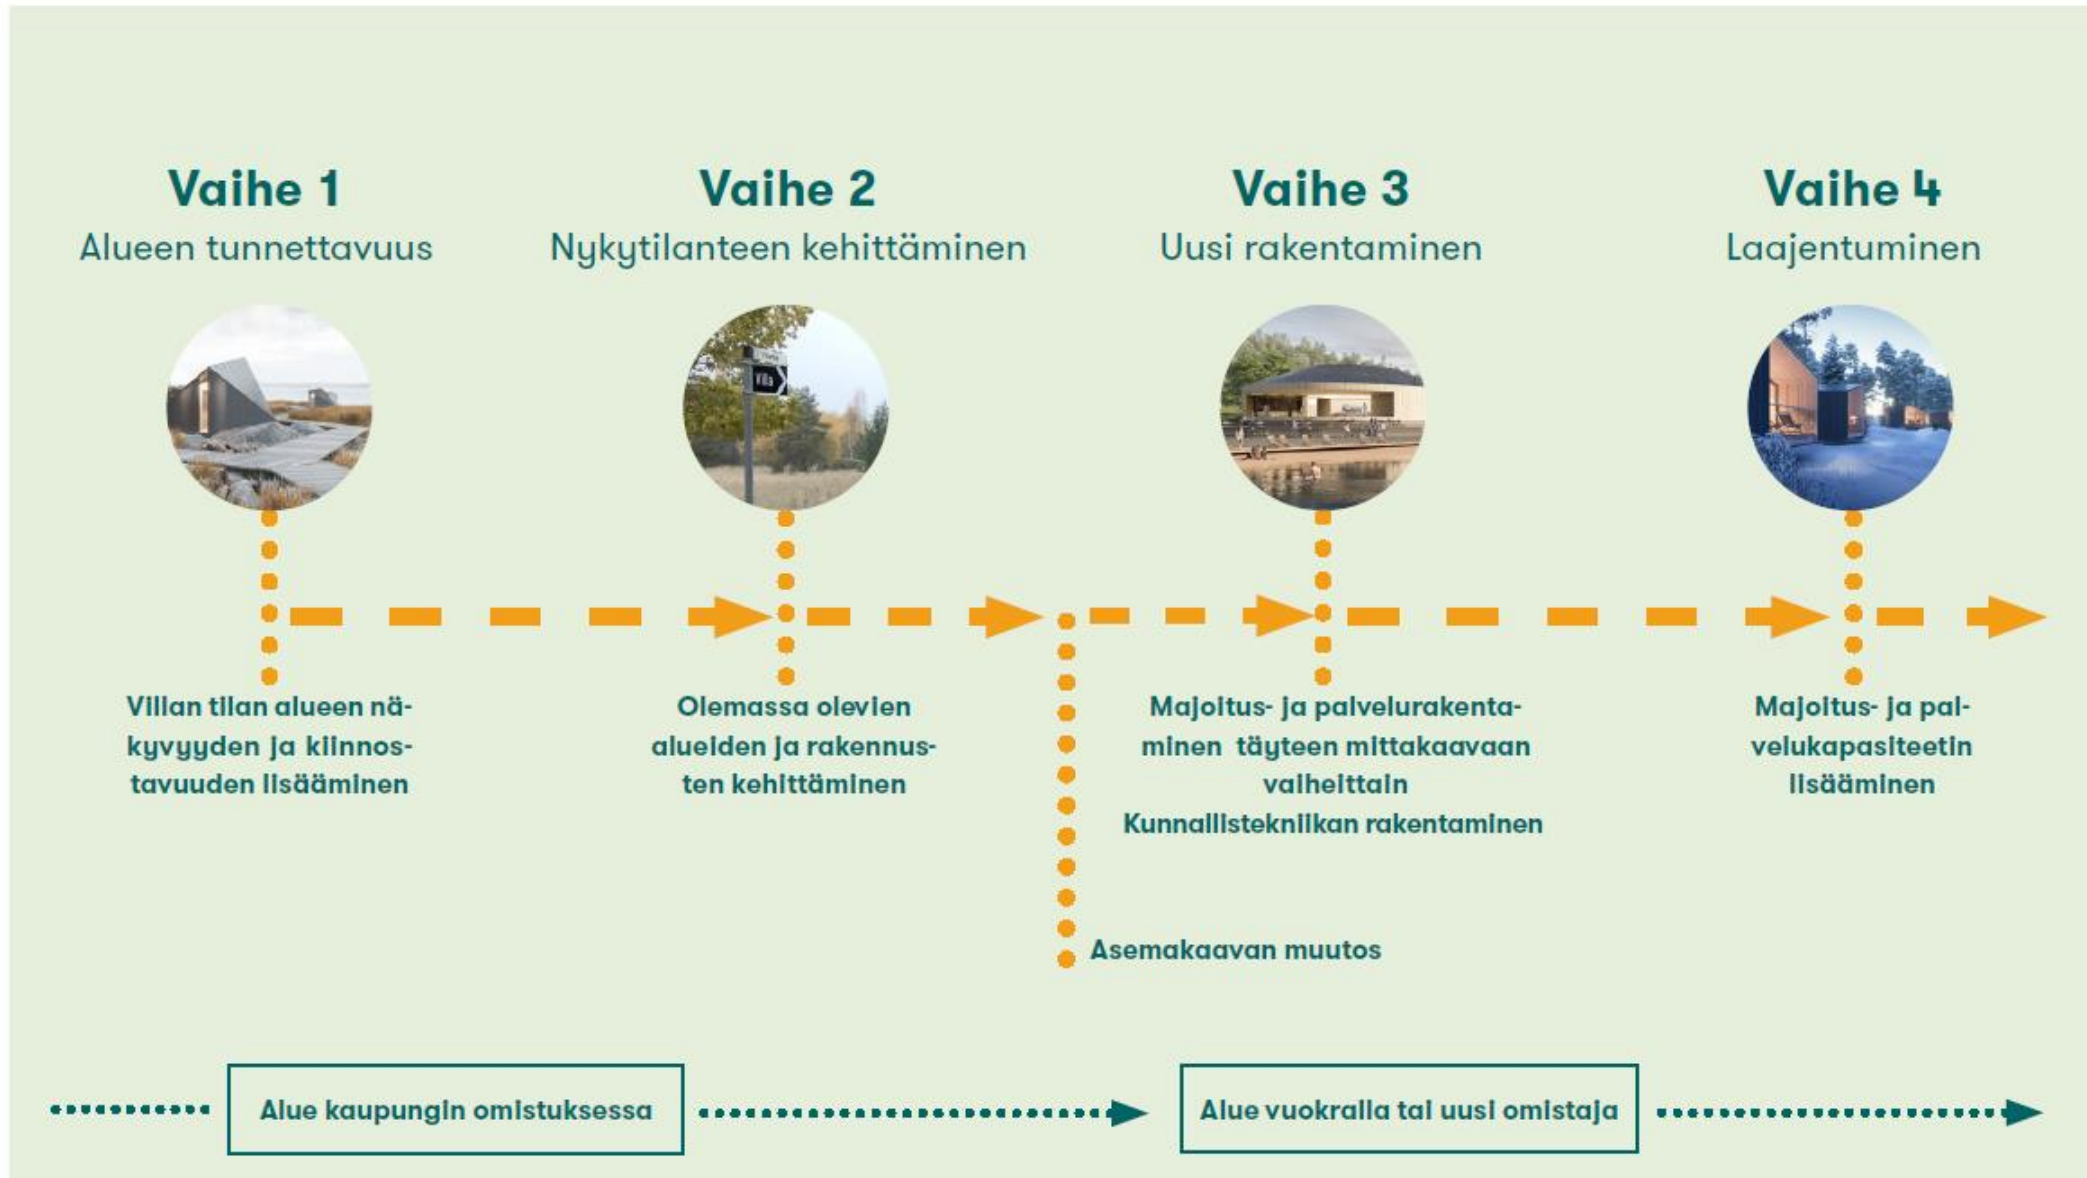 Vaihe 1
Alueen tunnettavuus
Villan tilan alueen nä-
kyvyyden ja kiinnos-
tavuuden lisääminen
Vaihe 2
Nykytilanteen kehittäminen
Villa
Olemassa olevien
alueiden ja rakennus-
ten kehittäminen
Asemakaavan muutos
Vaihe 3
Uusi rakentaminen
Majoitus- ja palvelurakenta-
minen täyteen mittakaavaan
vaiheittain
Kunnallistekniikan rakentaminen
Vaihe 4
Laajentuminen
Majoitus- ja pal-
velukapasiteetin
lisääminen
Alue kaupungin omistuksessa
Alue vuokralla tai uusi omistaja